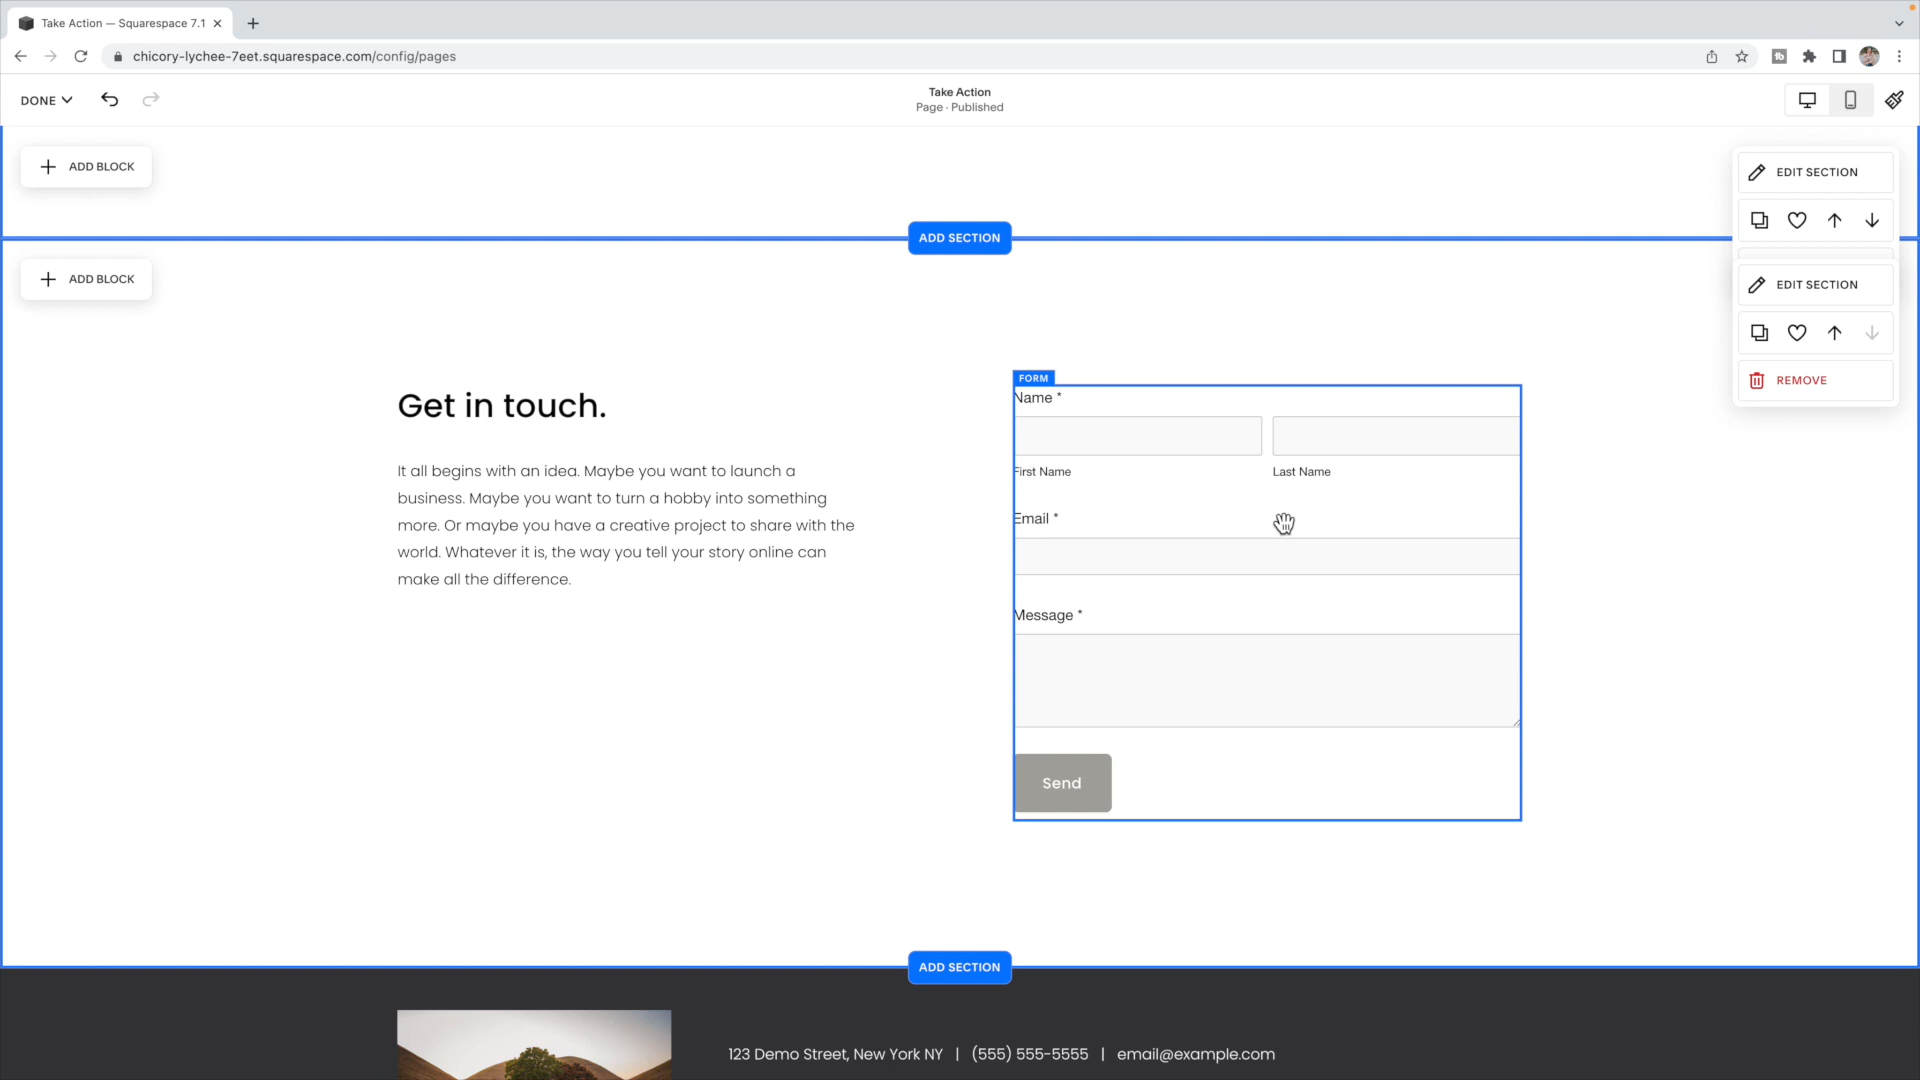 Take Action — Squarespace 7.1
chicory-lychee-7eet.squarespace.com/config/pages
DONE
Take Action
Page · Published
ADD BLOCK
EDIT SECTION
ADD SECTION
ADD BLOCK
EDIT SECTION
REMOVE
Get in touch.
It all begins with an idea. Maybe you want to launch a
business. Maybe you want to turn a hobby into something
more. Or maybe you have a creative project to share with the
world. Whatever it is, the way you tell your story online can
make all the difference.
FORM
Name *
First Name
Last Name
Email *
Message *
Send
ADD SECTION
123 Demo Street, New York NY | (555) 555-5555 | email@example.com